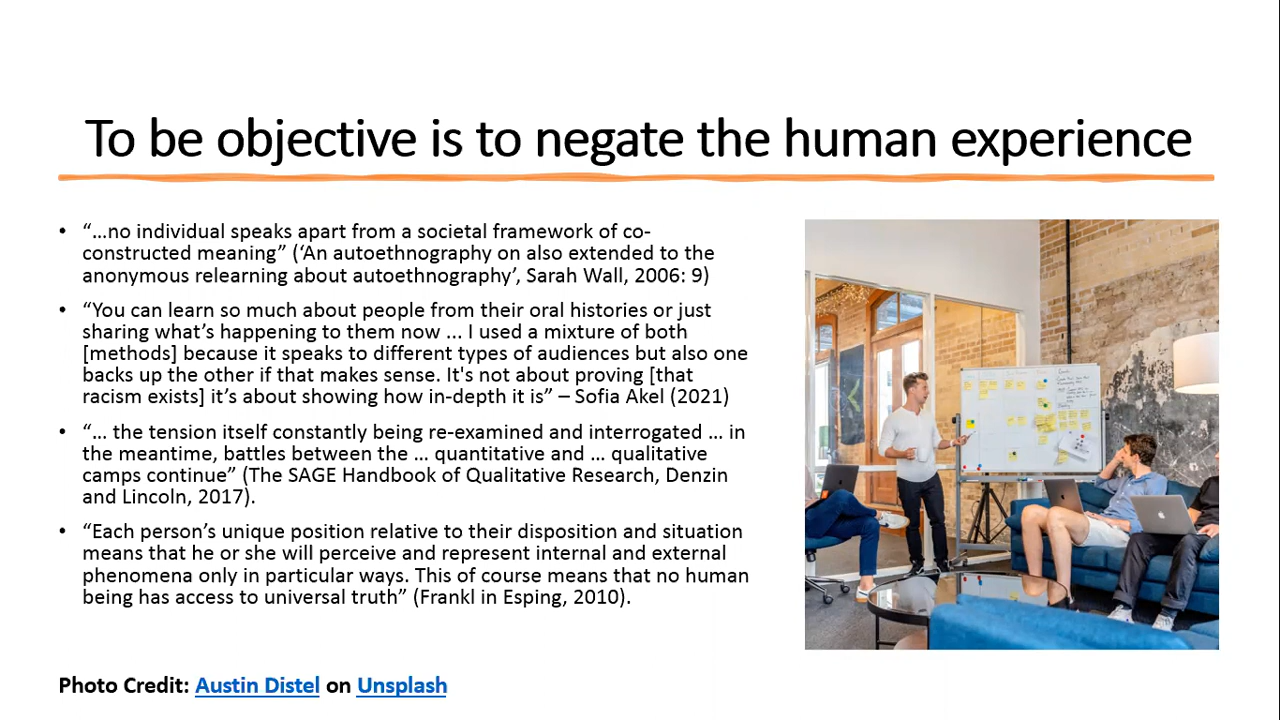 To be objective is to negate the human experience
• “...no individual speaks apart from a societal framework of co-
constructed meaning” (‘An autoethnography on also extended to the
anonymous relearning about autoethnography’, Sarah Wall, 2006: 9)
• “You can learn so much about people from their oral histories or just
sharing what’s happening to them now ... I used a mixture of both
[methods] because it speaks to different types of audiences but also one
backs up the other if that makes sense. It's not about proving [that
racism exists] it’s about showing how in-depth it is” – Sofia Akel (2021)
• “... the tension itself constantly being re-examined and interrogated ... in
the meantime, battles between the ... quantitative and ... qualitative
camps continue” (The SAGE Handbook of Qualitative Research, Denzin
and Lincoln, 2017).
• “Each person’s unique position relative to their disposition and situation
means that he or she will perceive and represent internal and external
phenomena only in particular ways. This of course means that no human
being has access to universal truth” (Frankl in Esping, 2010).
Photo Credit: Austin Distel on Unsplash